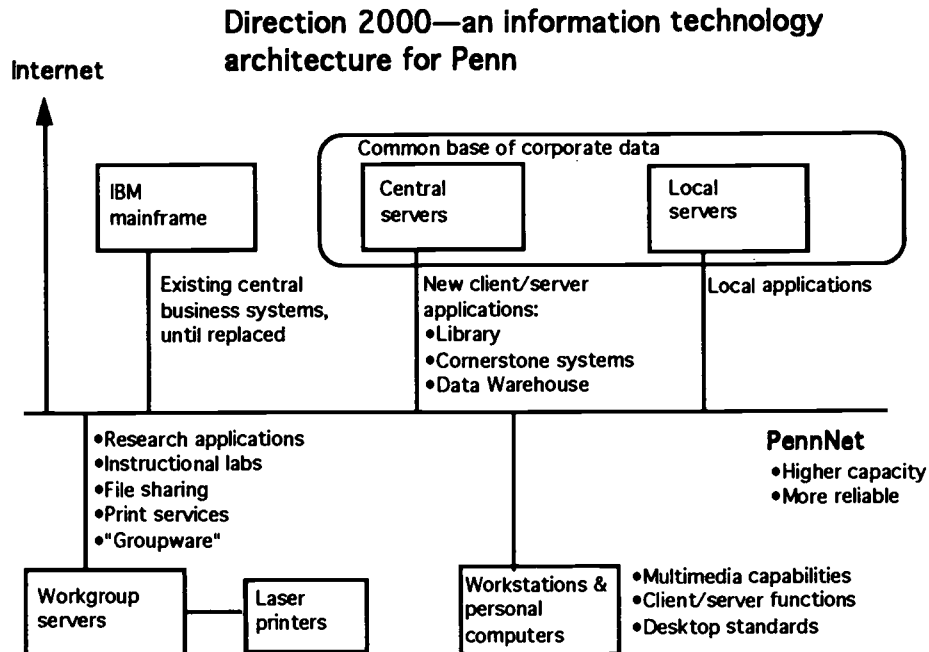 Direction 2000—an information technology
architecture for Penn
Internet
Common base of corporate data
IBM
mainframe
Central
servers
Local
servers
Existing central
business systems,
until replaced
New client/server
applications:
•Library
•Cornerstone systems
•Data Warehouse
Local applications
•Research applications
•Instructional labs
•File sharing
•Print services
•"Groupware"
PennNet
•Higher capacity
•More reliable
Workgroup
servers
Laser
printers
Workstations &
personal
computers
•Multimedia capabilities
•Client/server functions
•Desktop standards